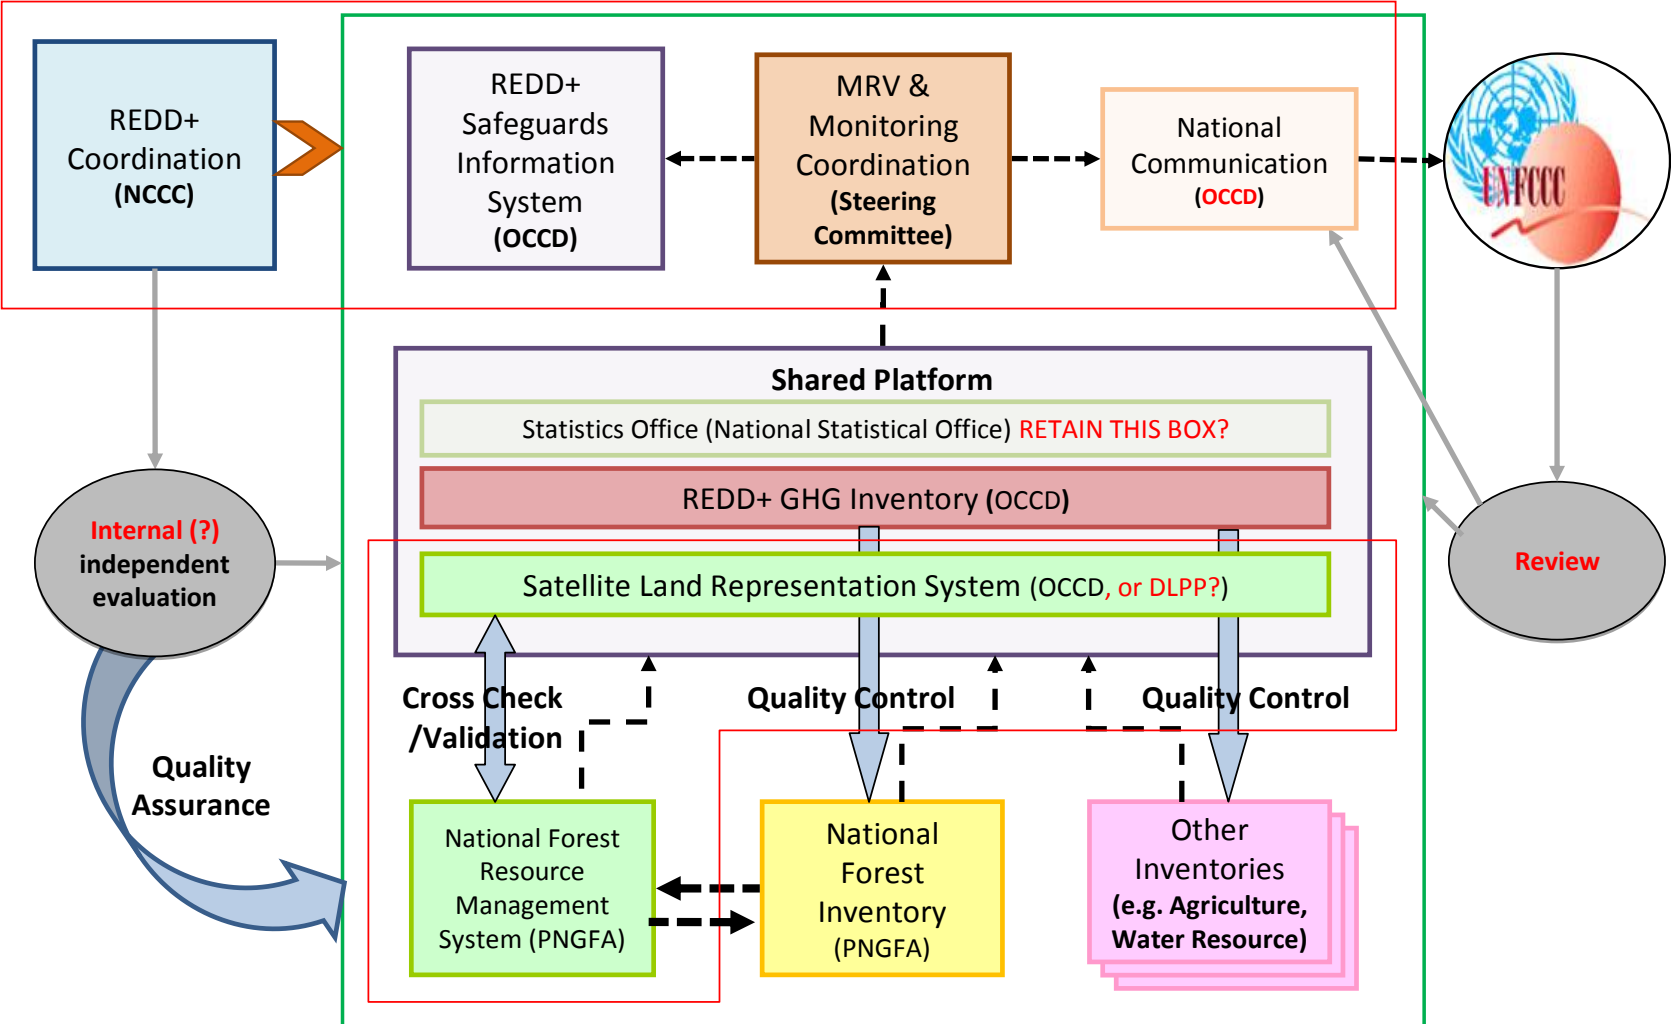 REDD+
Coordination
(NCCC)
REDD+
Safeguards
Information
System
(OCCD)
MRV &
Monitoring
Coordination
(Steering
Committee)
National
Communication
(OCCD)
UNFCCC
Shared Platform
Statistics Office (National Statistical Office) RETAIN THIS BOX?
REDD+ GHG Inventory (OCCD)
Satellite Land Representation System (OCCD, or DLPP?)
Internal (?)
independent
evaluation
Review
Cross Check
/Validation
Quality Control
Quality Control
Quality
Assurance
National Forest
Resource
Management
System (PNGFA)
National
Forest
Inventory
(PNGFA)
Other
Inventories
(e.g. Agriculture,
Water Resource)